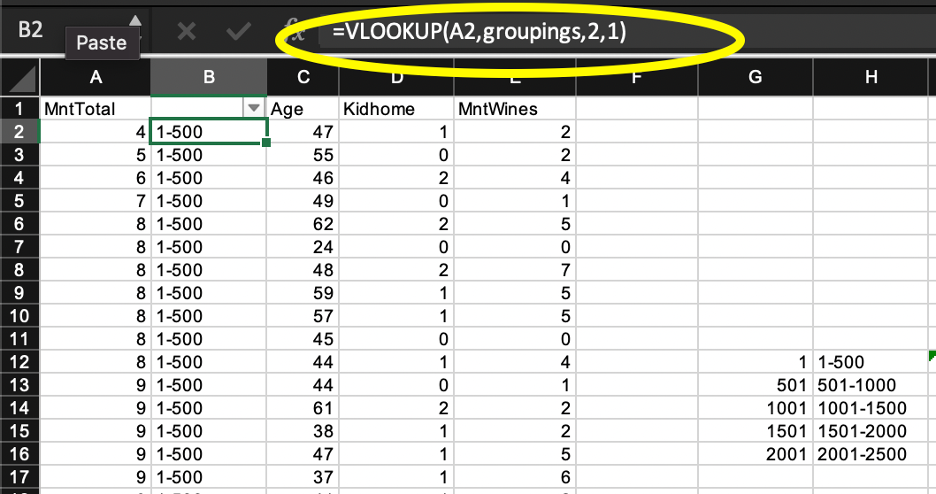 B2 fx =VLOOKUP(A2,groupings,2,1)
Paste
A B C D E F G H
1 MntTotal Age Kidhome MntWines
2 4 1-500 47 1 2
3 5 1-500 55 0 2
4 6 1-500 46 2 4
5 7 1-500 49 0 1
6 8 1-500 62 2 5
7 8 1-500 24 0 0
8 8 1-500 48 2 7
9 8 1-500 59 1 5
10 8 1-500 57 1 5
11 8 1-500 45 0 0
12 8 1-500 44 1 4 1 1-500
13 9 1-500 44 0 1 501 501-1000
14 9 1-500 61 2 2 1001 1001-1500
15 9 1-500 38 1 2 1501 1501-2000
16 9 1-500 47 1 5 2001 2001-2500
17 9 1-500 37 1 6